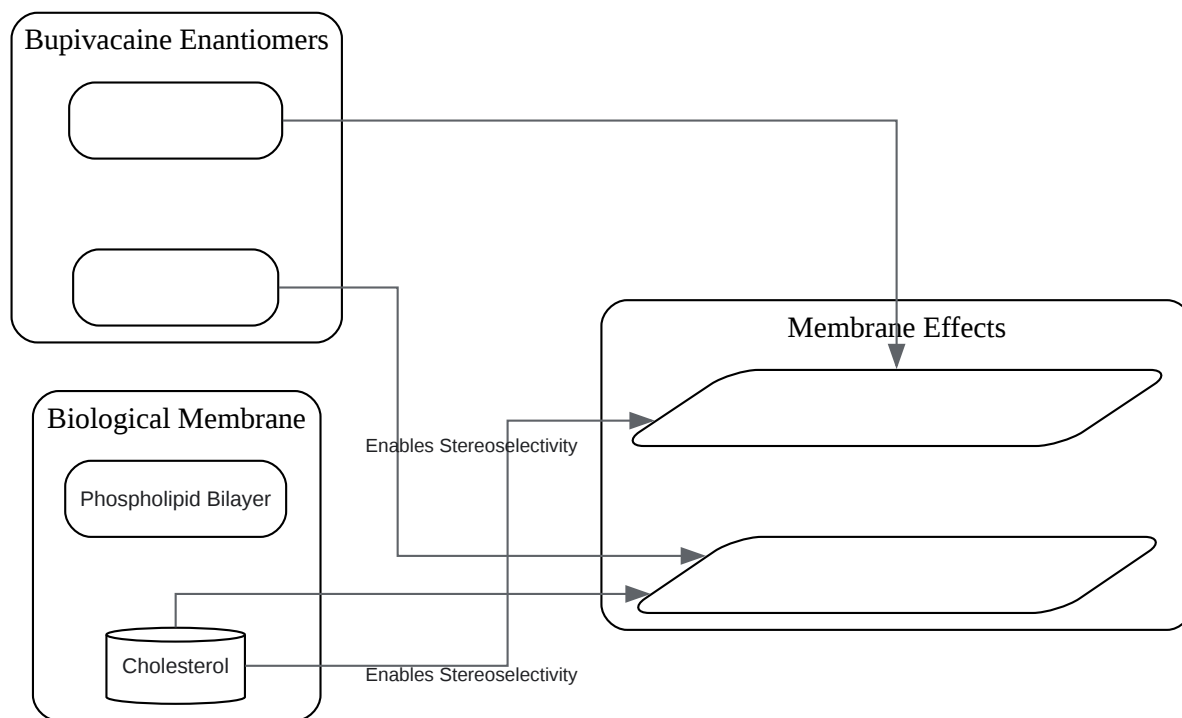 Bupivacaine Enantiomers
Membrane Effects
Biological Membrane
Enables Stereoselectivity
Phospholipid Bilayer
Cholesterol
Enables Stereoselectivity